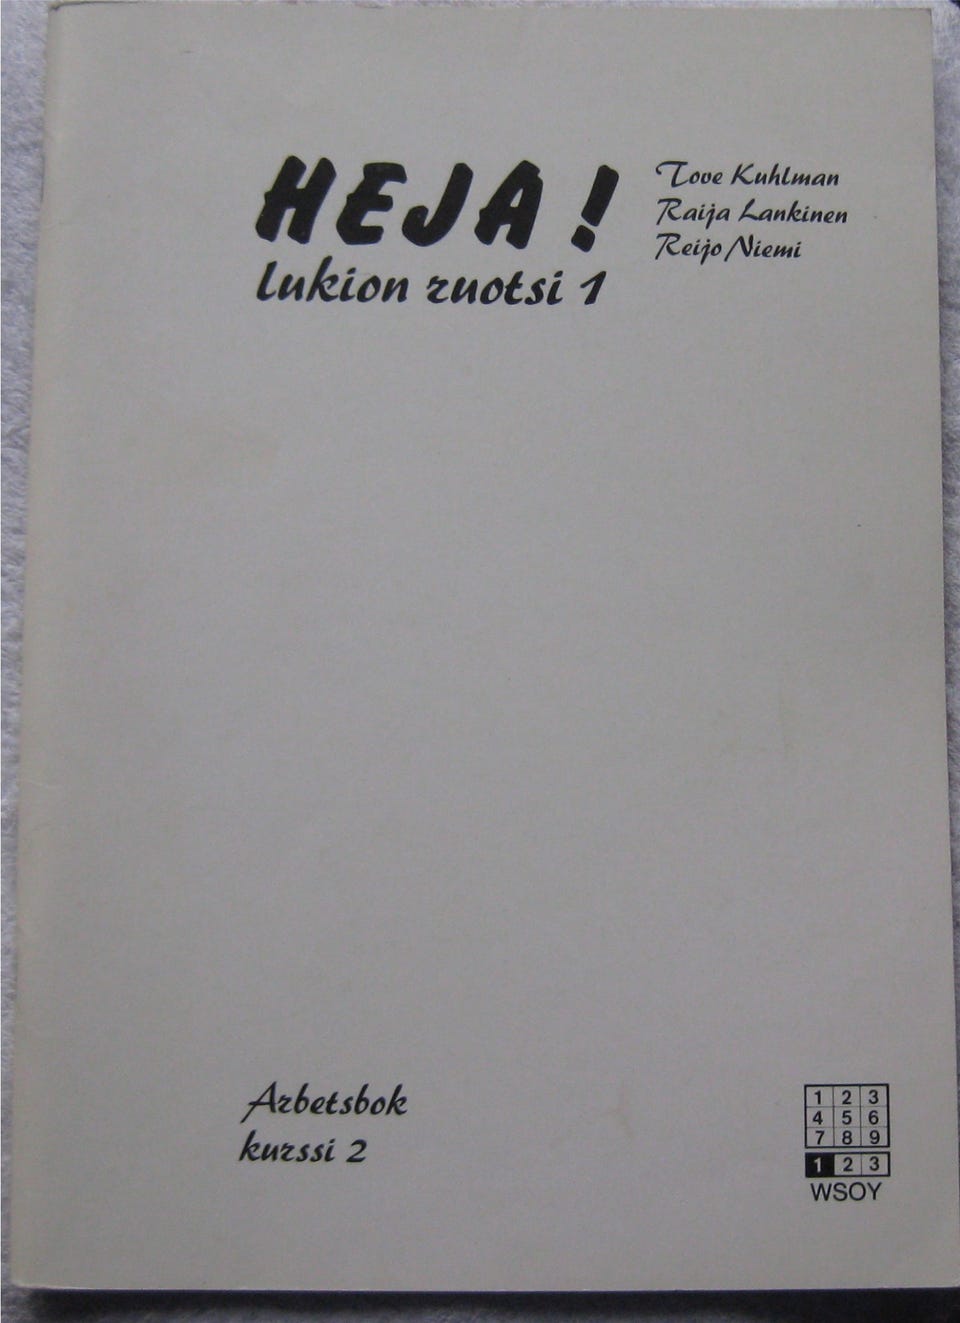 HEJA!
lukion ruotsi 1
Tove Kuhlman
Raija Lankinen
Reijo Niemi
Arbetsbok
kurssi 2
1 2 3
4 5 6
7 8 9
1 2 3
WSOY